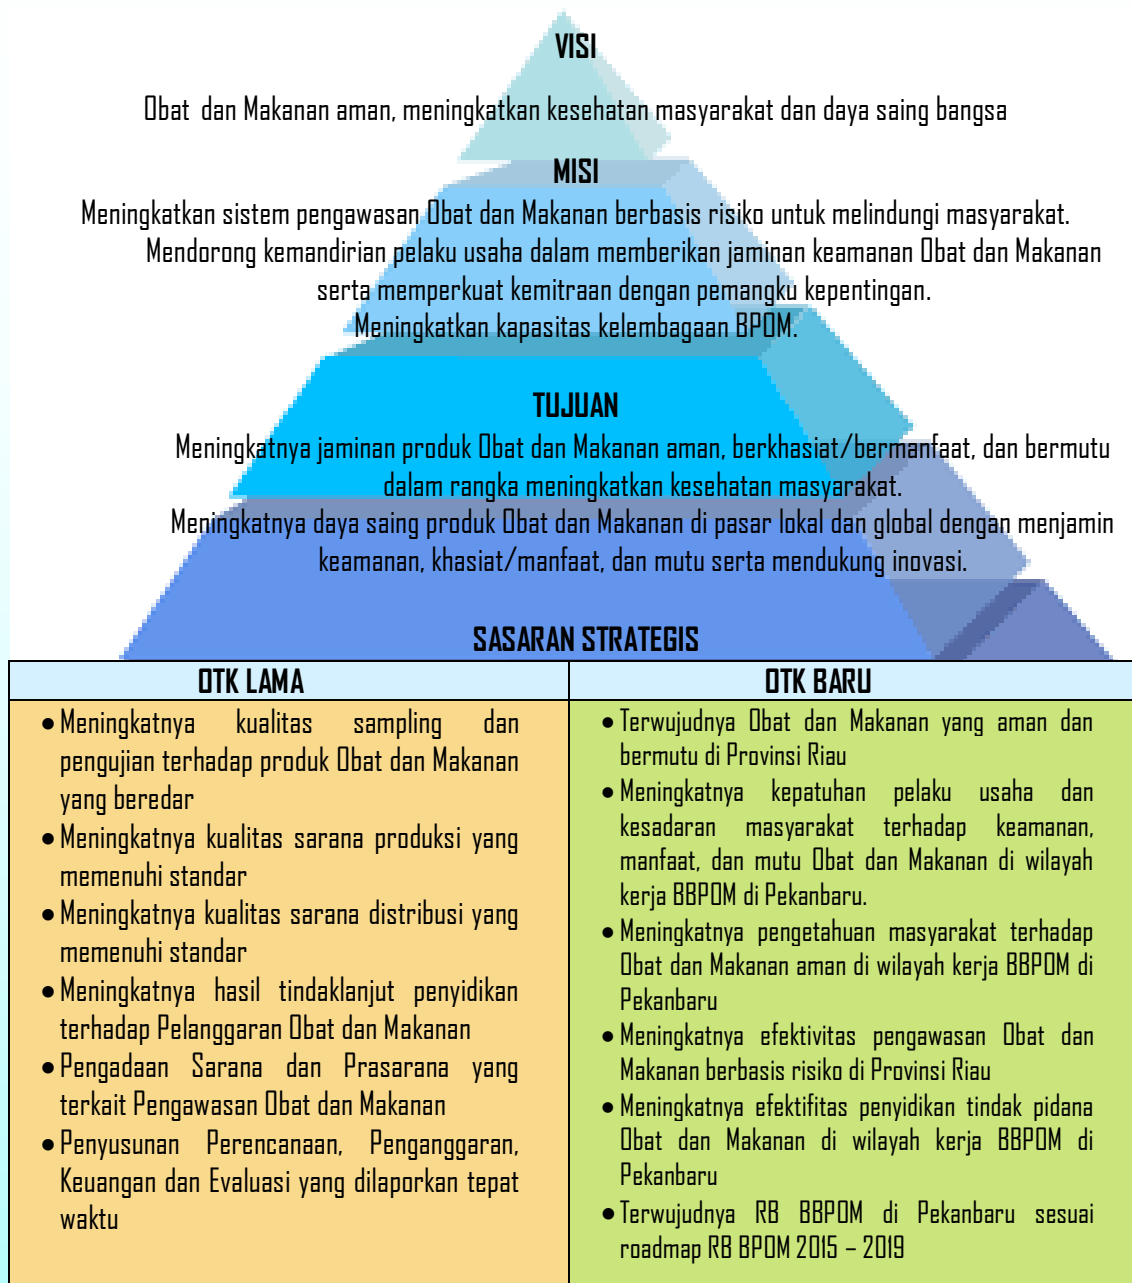 VISI
Obat dan Makanan aman, meningkatkan kesehatan masyarakat dan daya saing bangsa
MISI
Meningkatkan sistem pengawasan Obat dan Makanan berbasis risiko untuk melindungi masyarakat.
Mendorong kemandirian pelaku usaha dalam memberikan jaminan keamanan Obat dan Makanan
serta memperkuat kemitraan dengan pemangku kepentingan.
Meningkatkan kapasitas kelembagaan BPOM.
TUJUAN
Meningkatnya jaminan produk Obat dan Makanan aman, berkhasiat/bermanfaat, dan bermutu
dalam rangka meningkatkan kesehatan masyarakat.
Meningkatnya daya saing produk Obat dan Makanan di pasar lokal dan global dengan menjamin
keamanan, khasiat/manfaat, dan mutu serta mendukung inovasi.
SASARAN STRATEGIS
OTK LAMA
• Meningkatnya kualitas sampling dan
pengujian terhadap produk Obat dan Makanan
yang beredar
• Meningkatnya kualitas sarana produksi yang
memenuhi standar
• Meningkatnya kualitas sarana distribusi yang
memenuhi standar
• Meningkatnya hasil tindaklanjut penyidikan
terhadap Pelanggaran Obat dan Makanan
• Pengadaan Sarana dan Prasarana yang
terkait Pengawasan Obat dan Makanan
• Penyusunan Perencanaan, Penganggaran,
Keuangan dan Evaluasi yang dilaporkan tepat
waktu
OTK BARU
• Terwujudnya Obat dan Makanan yang aman dan
bermutu di Provinsi Riau
• Meningkatnya kepatuhan pelaku usaha dan
kesadaran masyarakat terhadap keamanan,
manfaat, dan mutu Obat dan Makanan di wilayah
kerja BBPOM di Pekanbaru.
• Meningkatnya pengetahuan masyarakat terhadap
Obat dan Makanan aman di wilayah kerja BBPOM di
Pekanbaru
• Meningkatnya efektivitas pengawasan Obat dan
Makanan berbasis risiko di Provinsi Riau
• Meningkatnya efektifitas penyidikan tindak pidana
Obat dan Makanan di wilayah kerja BBPOM di
Pekanbaru
• Terwujudnya RB BBPOM di Pekanbaru sesuai
roadmap RB BPOM 2015 – 2019